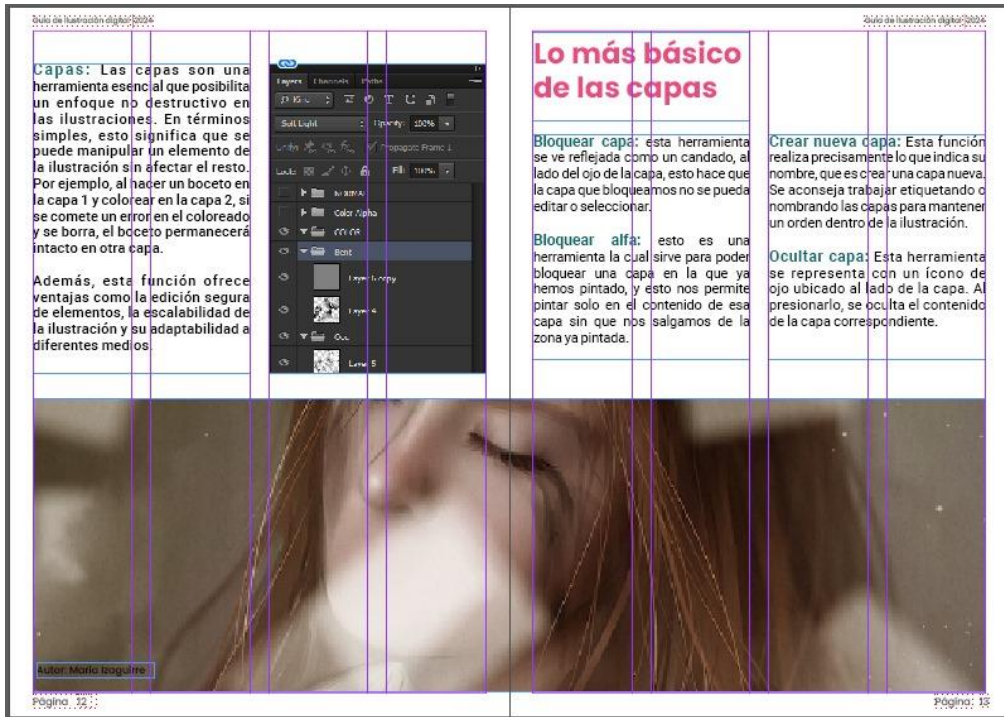 Guía de ilustración digital 2024
Capas: Las capas son una
herramienta esencial que posibilita
un enfoque no destructivo en
las ilustraciones. En términos
simples, esto significa que se
puede manipular un elemento de
la ilustración sin afectar el resto.
Por ejemplo, al hacer un boceto en
la capa 1 y colorear en la capa 2, si
se comete un error en el coloreado
y se borra, el boceto permanecerá
intacto en otra capa.
Además, esta función ofrece
ventajas como la edición segura
de elementos, la escalabilidad de
la ilustración y su adaptabilidad a
diferentes medios.
Layers Channels Paths
Kind
Soft Light Opacity: 100%
Unify: Propagate Frame 1
Lock: Fill: 100%
NORMAL
Color Alpha
COLOR
Layer 6 copy
Layer 4
Layer 5
Autor: María Izaguirre
Página 12
Guía de ilustración digital 2024
Lo más básico
de las capas
Bloquear capa: esta herramienta
se ve reflejada como un candado, al
lado del ojo de la capa, esto hace que
la capa que bloqueamos no se pueda
editar o seleccionar.
Bloquear alfa: esto es una
herramienta la cual sirve para poder
bloquear una capa en la que ya
hemos pintado, y esto nos permite
pintar solo en el contenido de esa
capa sin que nos salgamos de la
zona ya pintada.
Crear nueva capa: Esta función
realiza precisamente lo que indica su
nombre, que es crear una capa nueva.
Se aconseja trabajar etiquetando o
nombrando las capas para mantener
un orden dentro de la ilustración.
Ocultar capa: Esta herramienta
se representa con un ícono de
ojo ubicado al lado de la capa. Al
presionarlo, se oculta el contenido
de la capa correspondiente.
Página: 13